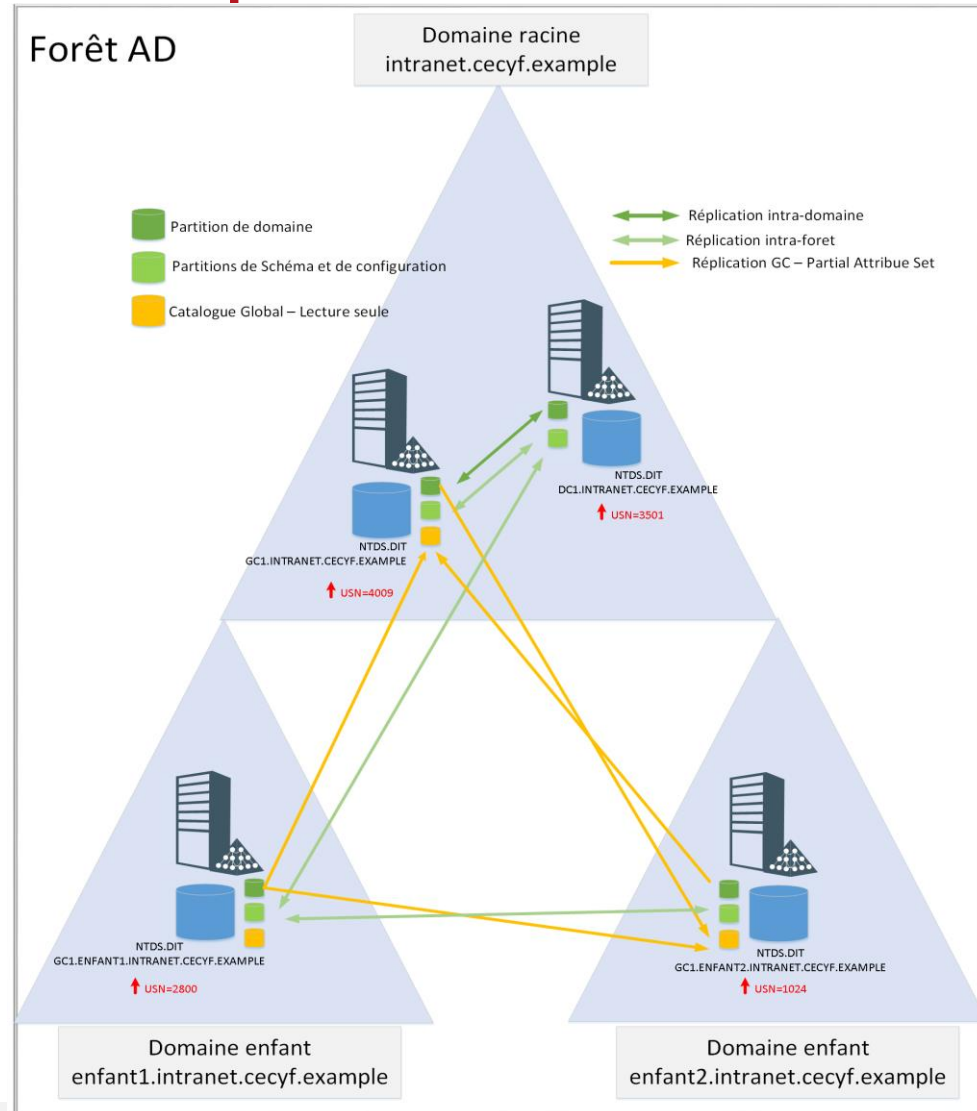 Forêt AD
Domaine racine
intranet.cecyf.example
Partition de domaine
Partitions de Schéma et de configuration
Catalogue Global – Lecture seule
Réplication intra-domaine
Réplication intra-foret
Réplication GC – Partial Attribue Set
NTDS.DIT
DC1.INTRANET.CECYF.EXAMPLE
USN=3501
NTDS.DIT
GC1.INTRANET.CECYF.EXAMPLE
USN=4009
NTDS.DIT
GC1.ENFANT1.INTRANET.CECYF.EXAMPLE
USN=2800
NTDS.DIT
GC1.ENFANT2.INTRANET.CECYF.EXAMPLE
USN=1024
Domaine enfant
enfant1.intranet.cecyf.example
Domaine enfant
enfant2.intranet.cecyf.example